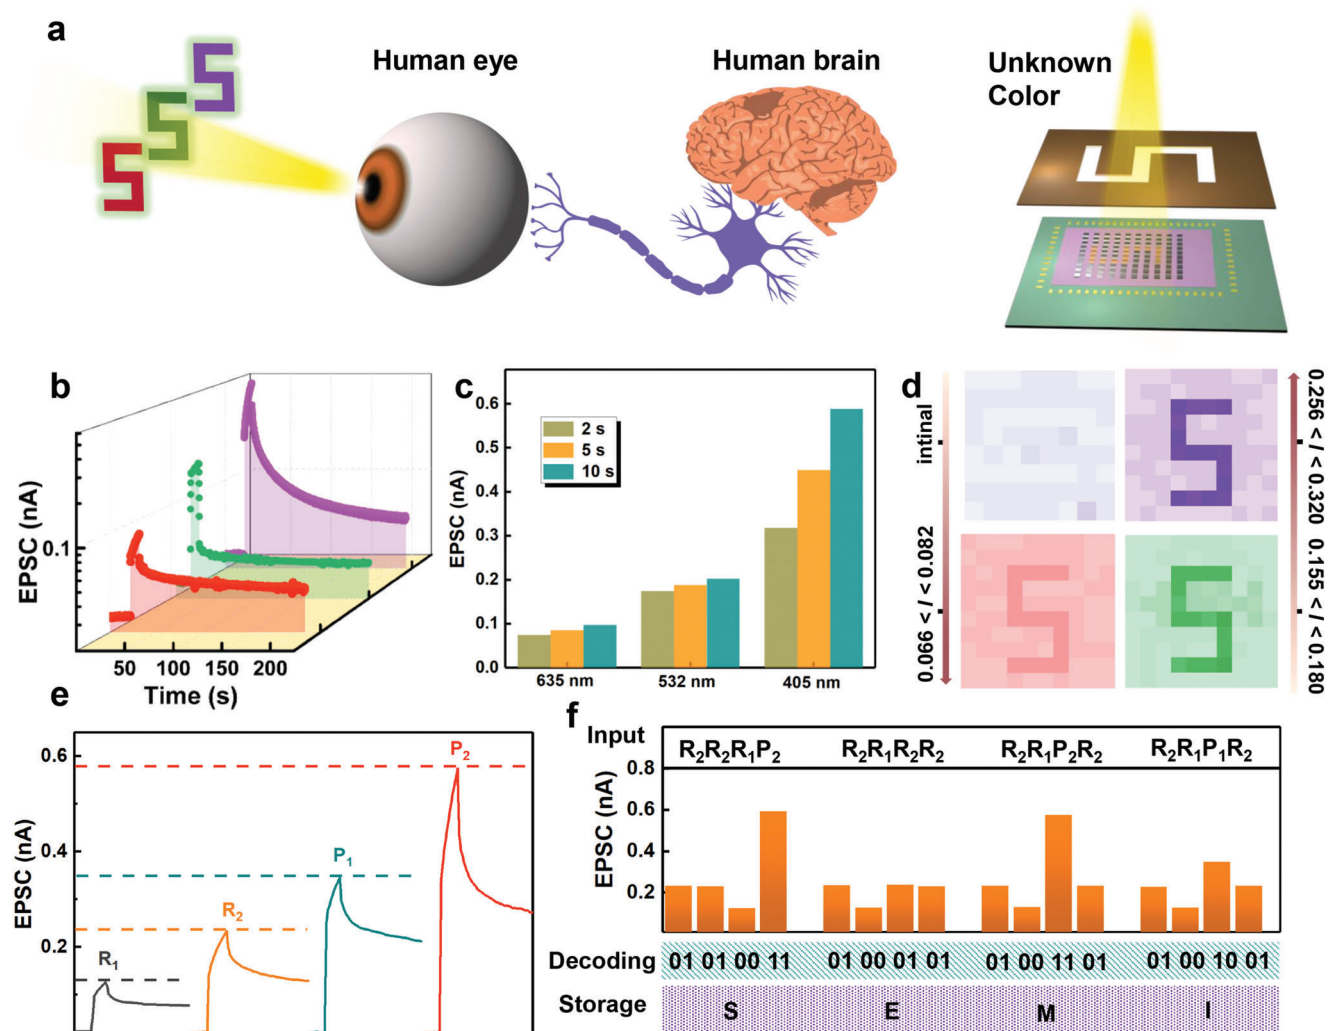 a
Human eye
Human brain
Unknown
Color
b
EPSC (nA)
0.1
50 100 150 200
Time (s)
c
EPSC (nA)
0.6
0.5
0.4
0.3
0.2
0.1
0.0
2 s
5 s
10 s
635 nm 532 nm 405 nm
d
intinal
0.066 < I < 0.082
0.256 < I < 0.320
0.155 < I < 0.180
e
EPSC (nA)
0.6
0.4
0.2
R₁
R₂
P₁
P₂
f
Input
R₂R₂R₁P₂ R₂R₁R₂R₂ R₂R₁P₂R₂ R₂R₁P₁R₂
EPSC (nA)
0.8
0.6
0.4
0.2
Decoding 01 01 00 11 01 00 01 01 01 00 11 01 01 00 10 01
Storage S E M I